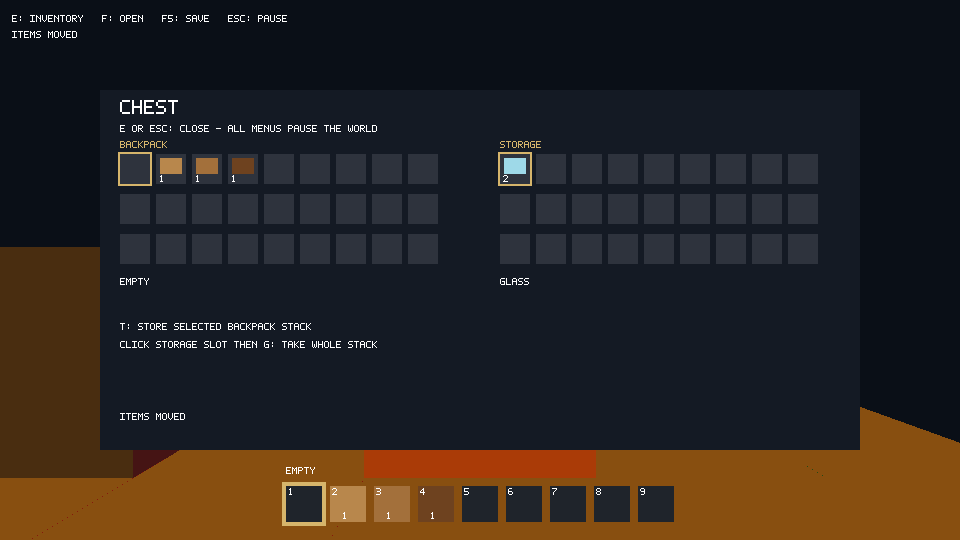 E: INVENTORY F: OPEN F5: SAVE ESC: PAUSE
ITEMS MOVED
CHEST
E OR ESC: CLOSE - ALL MENUS PAUSE THE WORLD
BACKPACK STORAGE
1 1 1 2
EMPTY GLASS
T: STORE SELECTED BACKPACK STACK
CLICK STORAGE SLOT THEN G: TAKE WHOLE STACK
ITEMS MOVED
EMPTY
1 2 3 4 5 6 7 8 9
1 1 1